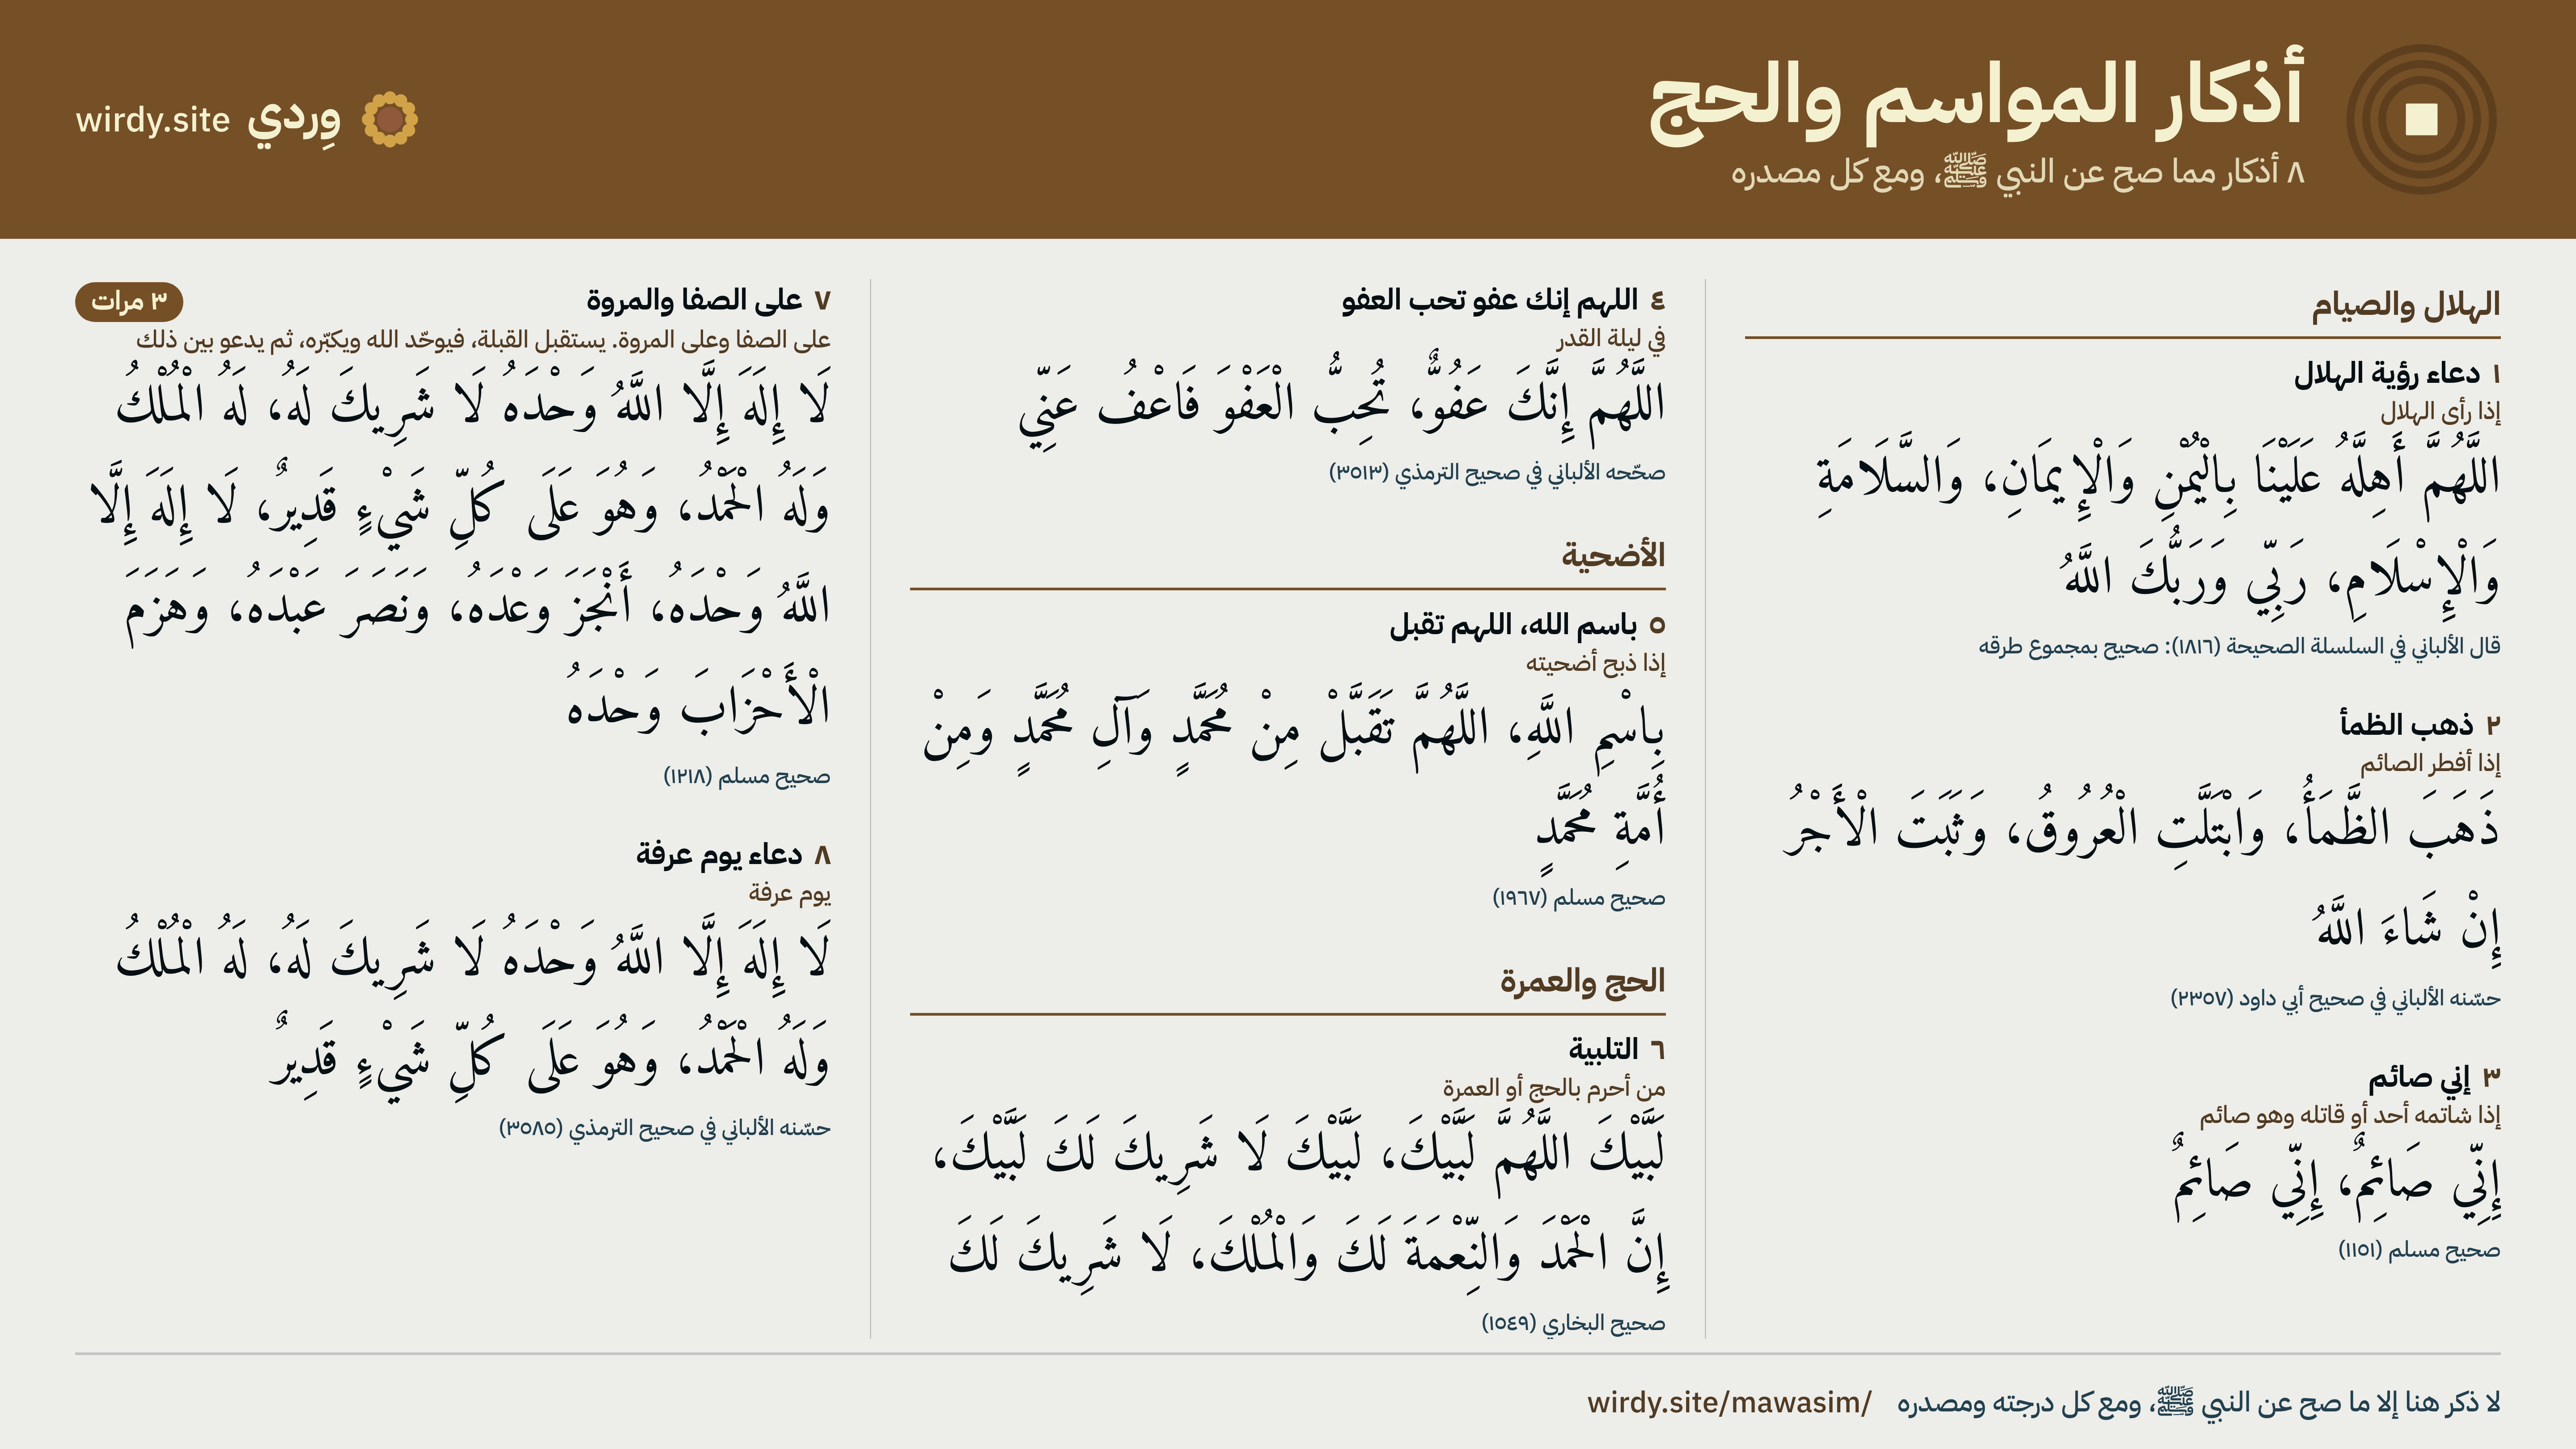 أذكار المواسم والحج
٨ أذكار مما صح عن النبي ﷺ، ومع كل مصدره
وِردي wirdy.site
الهلال والصيام
١ دعاء رؤية الهلال
إذا رأى الهلال
اللَّهُمَّ أَهِلَّهُ عَلَيْنَا بِالْيُمْنِ وَالْإِيمَانِ، وَالسَّلَامَةِ
وَالْإِسْلَامِ، رَبِّي وَرَبُّكَ اللَّهُ
قال الألباني في السلسلة الصحيحة (١٨١٦): صحيح بمجموع طرقه
٢ ذهب الظمأ
إذا أفطر الصائم
ذَهَبَ الظَّمَأُ، وَابْتَلَّتِ الْعُرُوقُ، وَثَبَتَ الْأَجْرُ
إِنْ شَاءَ اللَّهُ
حسّنه الألباني في صحيح أبي داود (٢٣٥٧)
٣ إني صائم
إذا شاتمه أحد أو قاتله وهو صائم
إِنِّي صَائِمٌ، إِنِّي صَائِمٌ
صحيح مسلم (١١٥١)
٤ اللهم إنك عفو تحب العفو
في ليلة القدر
اللَّهُمَّ إِنَّكَ عَفُوٌّ، تُحِبُّ الْعَفْوَ فَاعْفُ عَنِّي
صحّحه الألباني في صحيح الترمذي (٣٥١٣)
الأضحية
٥ باسم الله، اللهم تقبل
إذا ذبح أضحيته
بِاسْمِ اللَّهِ، اللَّهُمَّ تَقَبَّلْ مِنْ مُحَمَّدٍ وَآلِ مُحَمَّدٍ وَمِنْ
أُمَّةِ مُحَمَّدٍ
صحيح مسلم (١٩٦٧)
الحج والعمرة
٦ التلبية
من أحرم بالحج أو العمرة
لَبَّيْكَ اللَّهُمَّ لَبَّيْكَ، لَبَّيْكَ لَا شَرِيكَ لَكَ لَبَّيْكَ،
إِنَّ الْحَمْدَ وَالنِّعْمَةَ لَكَ وَالْمُلْكَ، لَا شَرِيكَ لَكَ
صحيح البخاري (١٥٤٩)
٧ على الصفا والمروة
٣ مرات
على الصفا وعلى المروة. يستقبل القبلة، فيوحّد الله ويكبّره، ثم يدعو بين ذلك
لَا إِلَهَ إِلَّا اللَّهُ وَحْدَهُ لَا شَرِيكَ لَهُ، لَهُ الْمُلْكُ
وَلَهُ الْحَمْدُ، وَهُوَ عَلَى كُلِّ شَيْءٍ قَدِيرٌ، لَا إِلَهَ إِلَّا
اللَّهُ وَحْدَهُ، أَنْجَزَ وَعْدَهُ، وَنَصَرَ عَبْدَهُ، وَهَزَمَ
الْأَحْزَابَ وَحْدَهُ
صحيح مسلم (١٢١٨)
٨ دعاء يوم عرفة
يوم عرفة
لَا إِلَهَ إِلَّا اللَّهُ وَحْدَهُ لَا شَرِيكَ لَهُ، لَهُ الْمُلْكُ
وَلَهُ الْحَمْدُ، وَهُوَ عَلَى كُلِّ شَيْءٍ قَدِيرٌ
حسّنه الألباني في صحيح الترمذي (٣٥٨٥)
لا ذكر هنا إلا ما صح عن النبي ﷺ، ومع كل درجته ومصدره wirdy.site/mawasim/